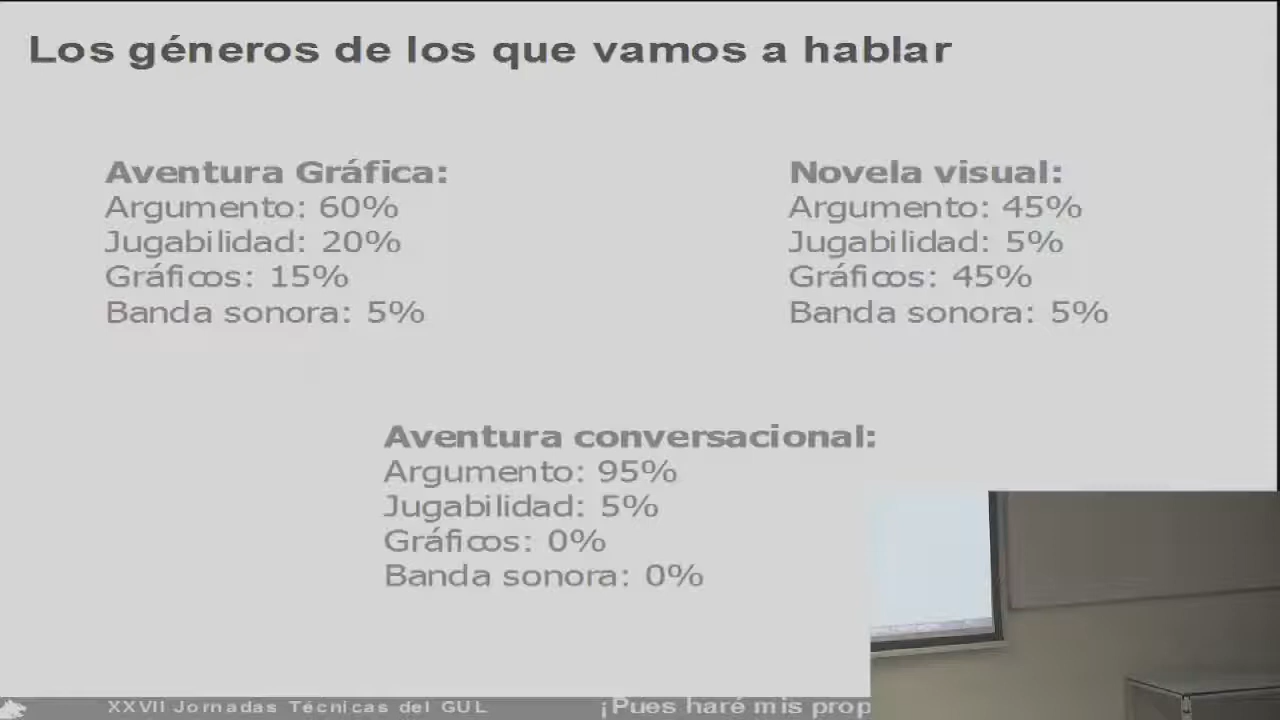 Los géneros de los que vamos a hablar
Aventura Gráfica:
Argumento: 60%
Jugabilidad: 20%
Gráficos: 15%
Banda sonora: 5%
Novela visual:
Argumento: 45%
Jugabilidad: 5%
Gráficos: 45%
Banda sonora: 5%
Aventura conversacional:
Argumento: 95%
Jugabilidad: 5%
Gráficos: 0%
Banda sonora: 0%
XXVII Jornadas Técnicas del GUL
¡Pues haré mis prop